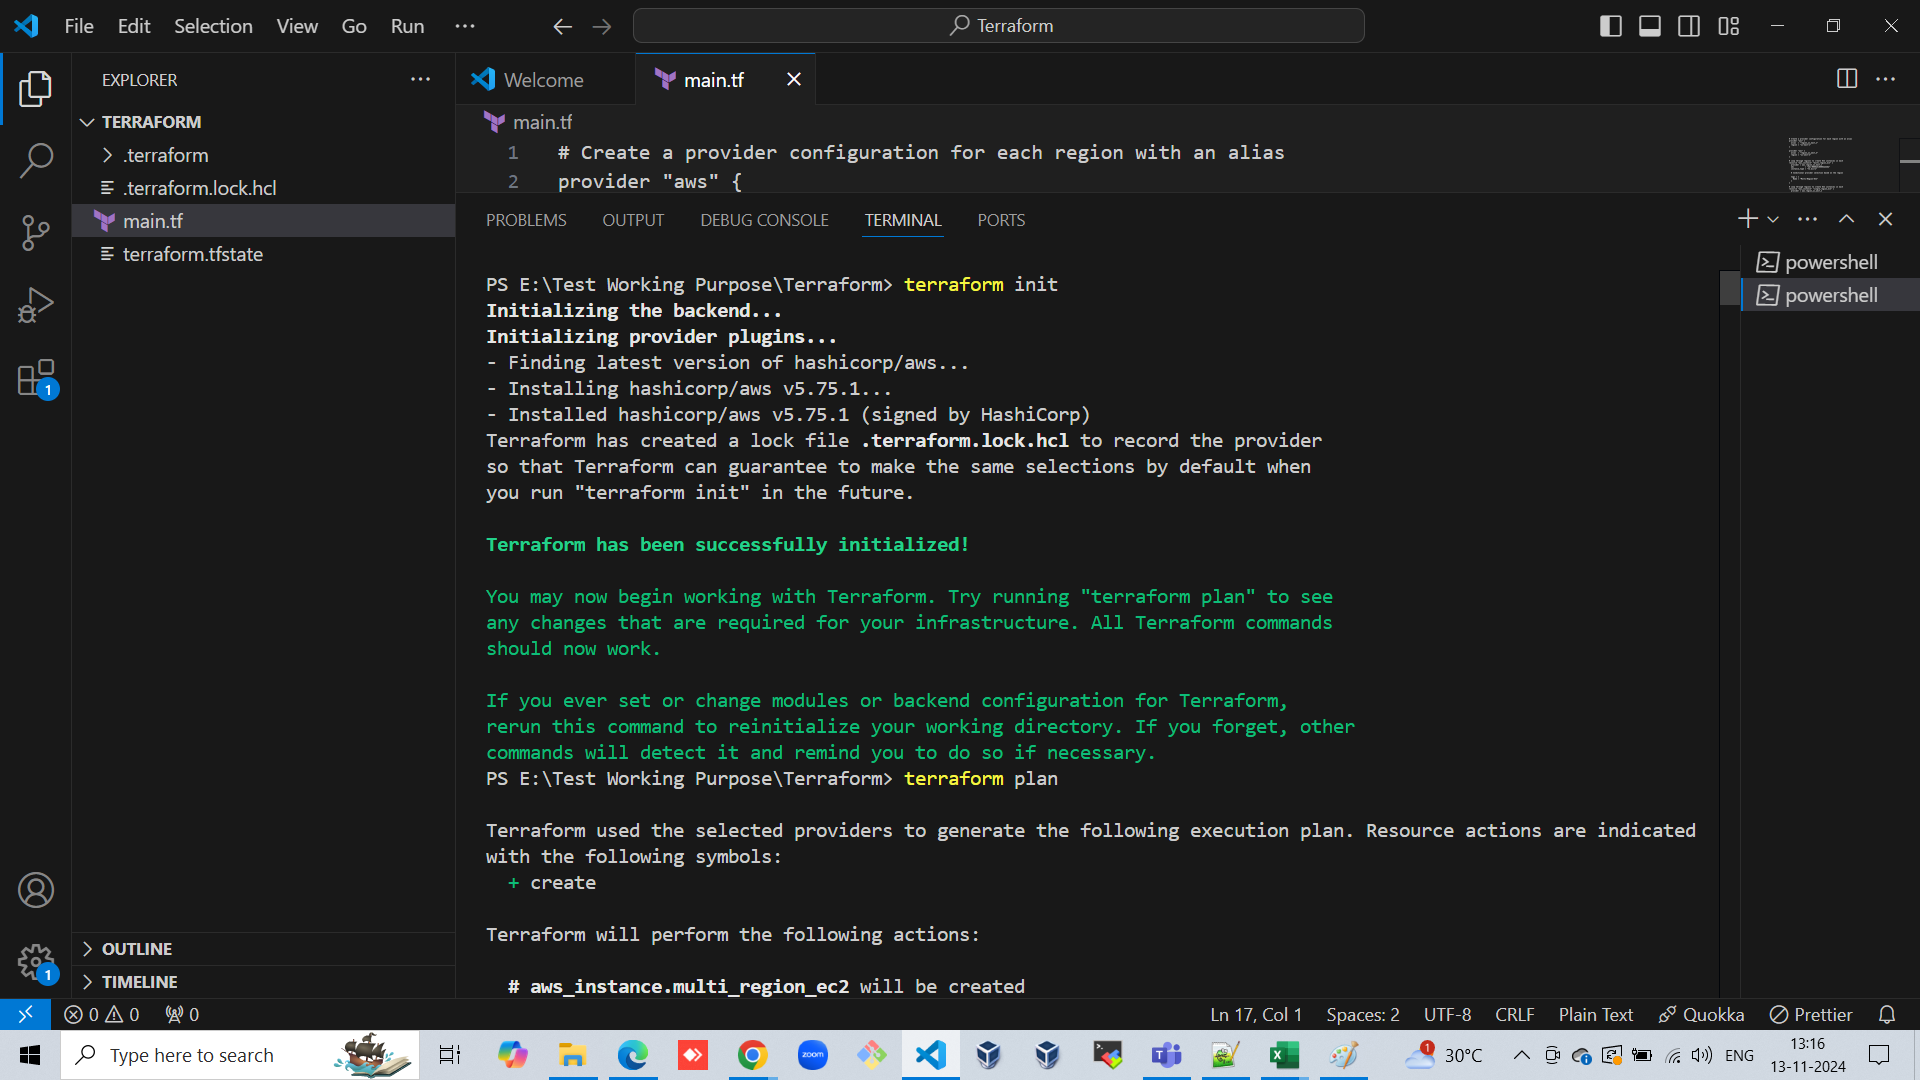 File Edit Selection View Go Run ...
Terraform
EXPLORER
TERRAFORM
.terraform
.terraform.lock.hcl
main.tf
terraform.tfstate
OUTLINE
TIMELINE
Welcome
main.tf
main.tf
1 # Create a provider configuration for each region with an alias
2 provider "aws" {
PROBLEMS OUTPUT DEBUG CONSOLE TERMINAL PORTS
powershell
powershell
PS E:\Test Working Purpose\Terraform> terraform init
Initializing the backend...
Initializing provider plugins...
- Finding latest version of hashicorp/aws...
- Installing hashicorp/aws v5.75.1...
- Installed hashicorp/aws v5.75.1 (signed by HashiCorp)
Terraform has created a lock file .terraform.lock.hcl to record the provider
so that Terraform can guarantee to make the same selections by default when
you run "terraform init" in the future.
Terraform has been successfully initialized!
You may now begin working with Terraform. Try running "terraform plan" to see
any changes that are required for your infrastructure. All Terraform commands
should now work.
If you ever set or change modules or backend configuration for Terraform,
rerun this command to reinitialize your working directory. If you forget, other
commands will detect it and remind you to do so if necessary.
PS E:\Test Working Purpose\Terraform> terraform plan
Terraform used the selected providers to generate the following execution plan. Resource actions are indicated
with the following symbols:
+ create
Terraform will perform the following actions:
# aws_instance.multi_region_ec2 will be created
1
1
0 0 0
Ln 17, Col 1 Spaces: 2 UTF-8 CRLF Plain Text Quokka Prettier
Type here to search
zoom
1
30°C
ENG
13:16
13-11-2024